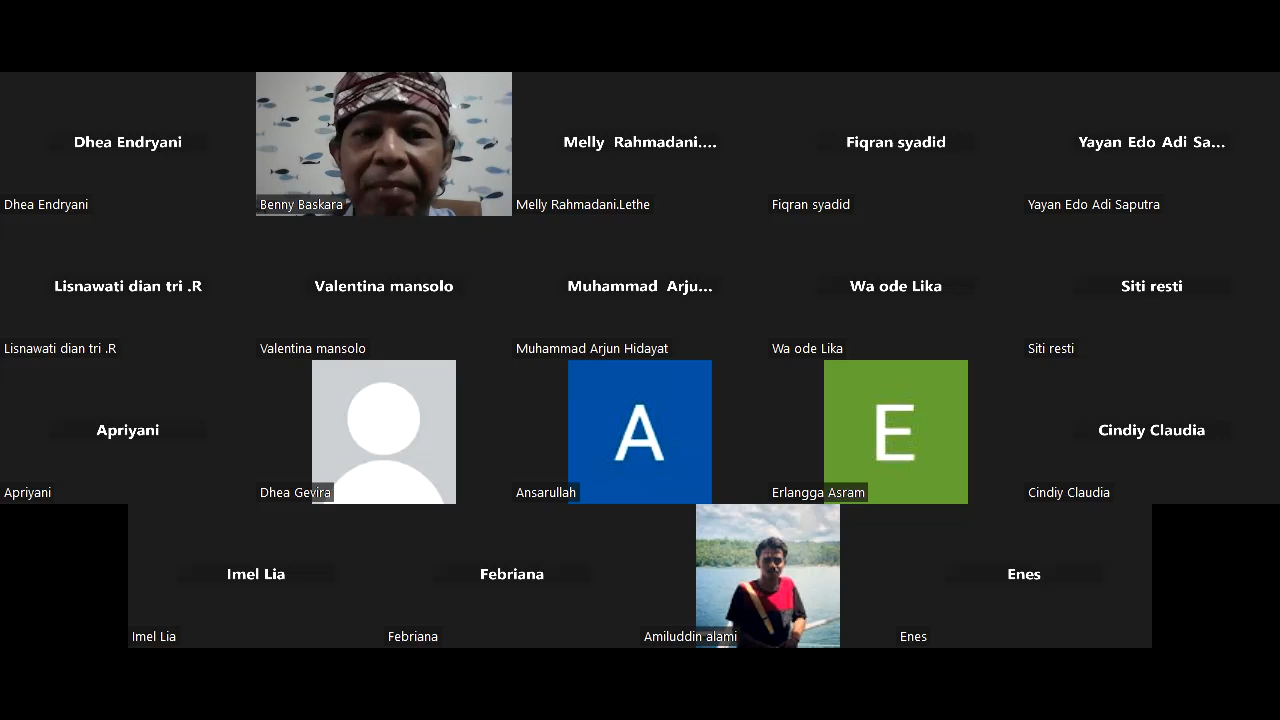 Dhea Endryani
Dhea Endryani
Benny Baskara
Melly Rahmadani....
Melly Rahmadani.Lethe
Fiqran syadid
Fiqran syadid
Yayan Edo Adi Sa...
Yayan Edo Adi Saputra
Lisnawati dian tri .R
Lisnawati dian tri .R
Valentina mansolo
Valentina mansolo
Muhammad Arju...
Muhammad Arjun Hidayat
Wa ode Lika
Wa ode Lika
Siti resti
Siti resti
Apriyani
Apriyani
Dhea Gevira
A
Ansarullah
E
Erlangga Asram
Cindiy Claudia
Cindiy Claudia
Imel Lia
Imel Lia
Febriana
Febriana
Amiluddin alami
Enes
Enes